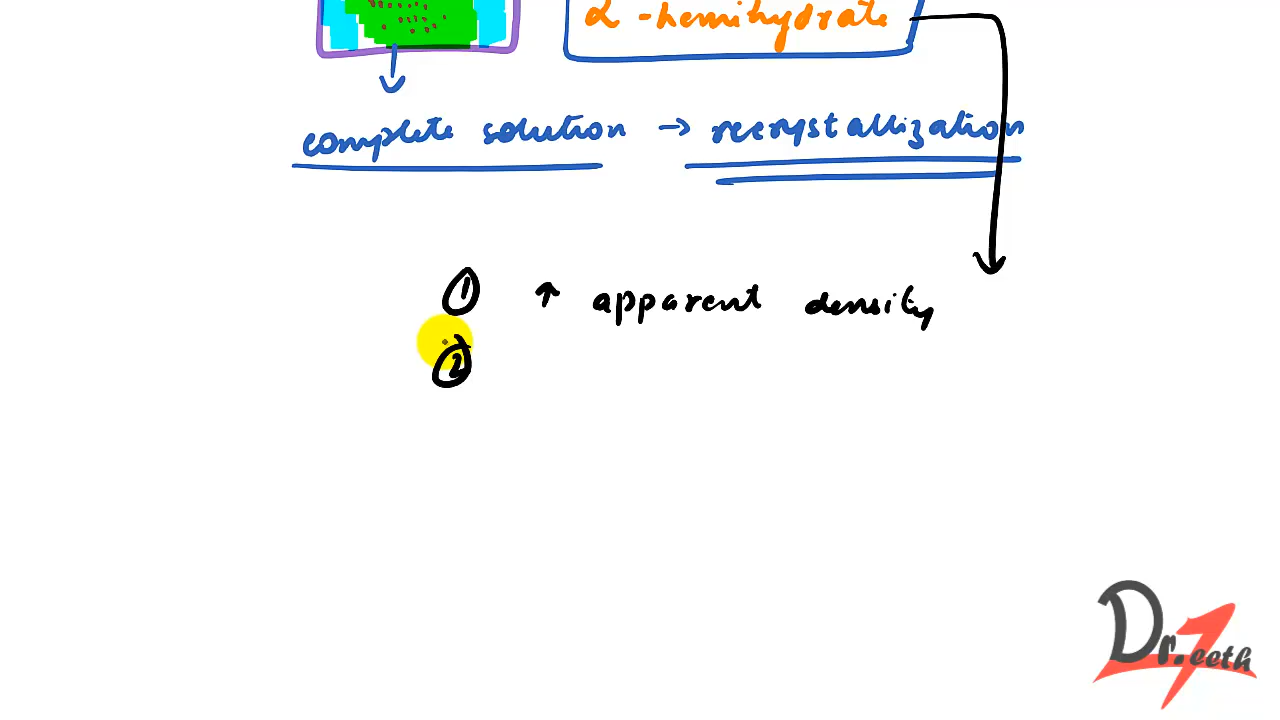 α - hemihydrate
complete solution → recrystallization
① ↑ apparent density
②
Dr. Teeth